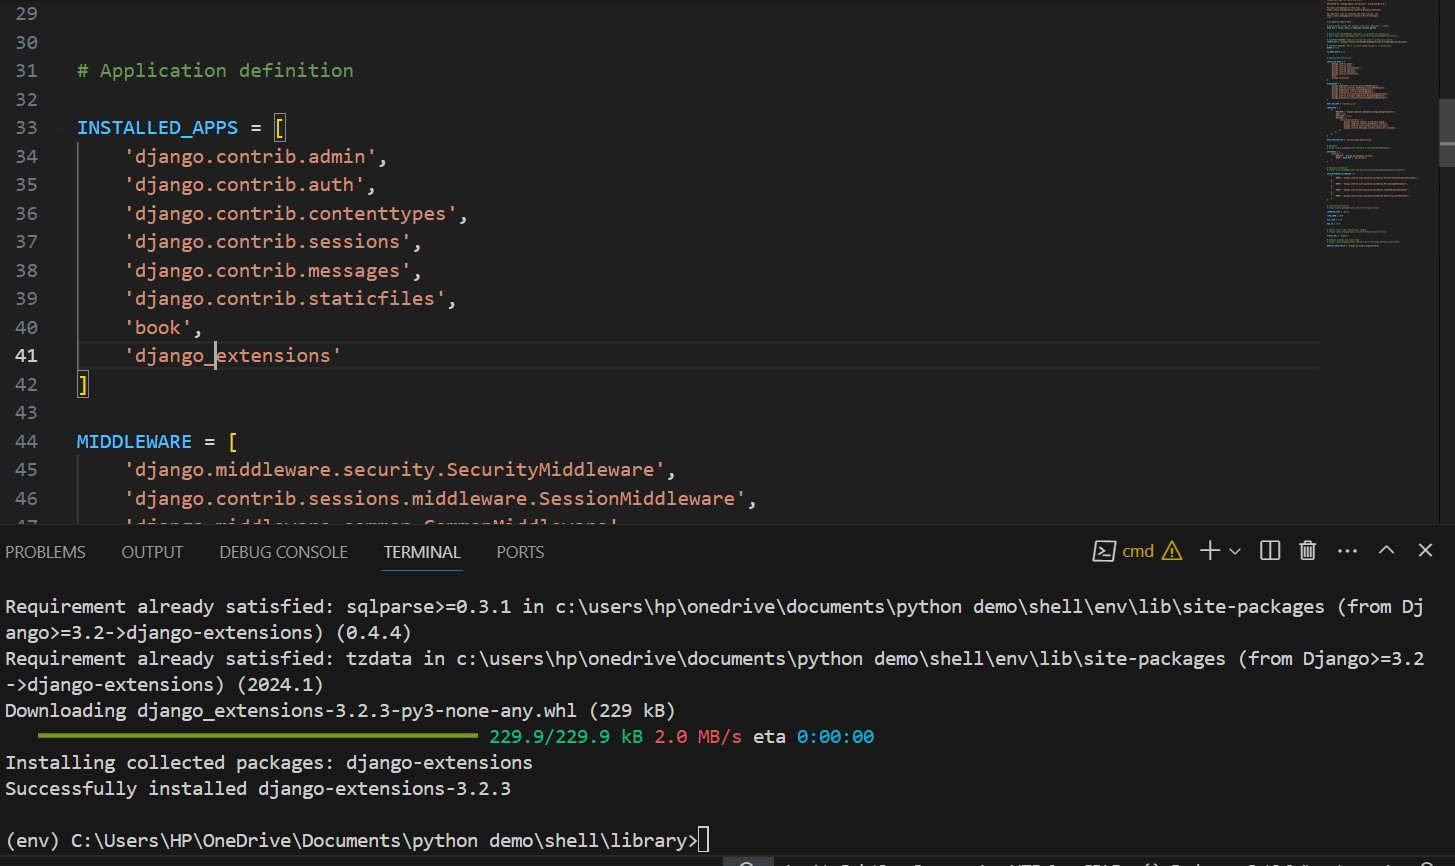 29
30
31 # Application definition
32
33 INSTALLED_APPS = [
34 'django.contrib.admin',
35 'django.contrib.auth',
36 'django.contrib.contenttypes',
37 'django.contrib.sessions',
38 'django.contrib.messages',
39 'django.contrib.staticfiles',
40 'book',
41 'django_extensions'
42 ]
43
44 MIDDLEWARE = [
45 'django.middleware.security.SecurityMiddleware',
46 'django.contrib.sessions.middleware.SessionMiddleware',
47 'django.middleware.common.CommonMiddleware'
PROBLEMS OUTPUT DEBUG CONSOLE TERMINAL PORTS cmd
Requirement already satisfied: sqlparse>=0.3.1 in c:\users\hp\onedrive\documents\python demo\shell\env\lib\site-packages (from Dj
ango>=3.2->django-extensions) (0.4.4)
Requirement already satisfied: tzdata in c:\users\hp\onedrive\documents\python demo\shell\env\lib\site-packages (from Django>=3.2
->django-extensions) (2024.1)
Downloading django_extensions-3.2.3-py3-none-any.whl (229 kB)
229.9/229.9 kB 2.0 MB/s eta 0:00:00
Installing collected packages: django-extensions
Successfully installed django-extensions-3.2.3
(env) C:\Users\HP\OneDrive\Documents\python demo\shell\library>